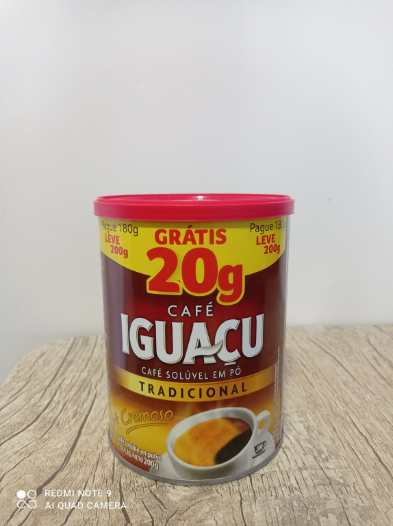 Pague 180g
LEVE
200g
GRÁTIS
20g
Pague
LEVE
200g
CAFÉ
IGUAÇU
CAFÉ SOLÚVEL EM PÓ
TRADICIONAL
Cremoso
200g
REDMI NOTE 9
AI QUAD CAMERA